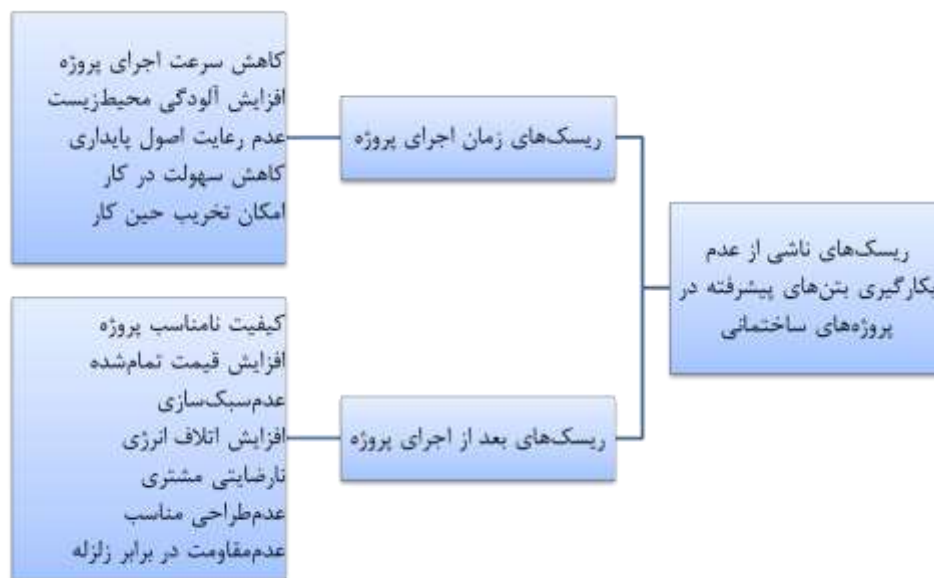 ریسک‌های ناشی از عدم
بکارگیری بتن‌های پیشرفته در
پروژه‌های ساختمانی
ریسک‌های زمان اجرای پروژه
کاهش سرعت اجرای پروژه
افزایش آلودگی محیط‌زیست
عدم رعایت اصول پایداری
کاهش سهولت در کار
امکان تخریب حین کار
ریسک‌های بعد از اجرای پروژه
کیفیت نامناسب پروژه
افزایش قیمت تمام‌شده
عدم‌سبک‌سازی
افزایش اتلاف انرژی
نارضایتی مشتری
عدم‌طراحی مناسب
عدم‌مقاومت در برابر زلزله